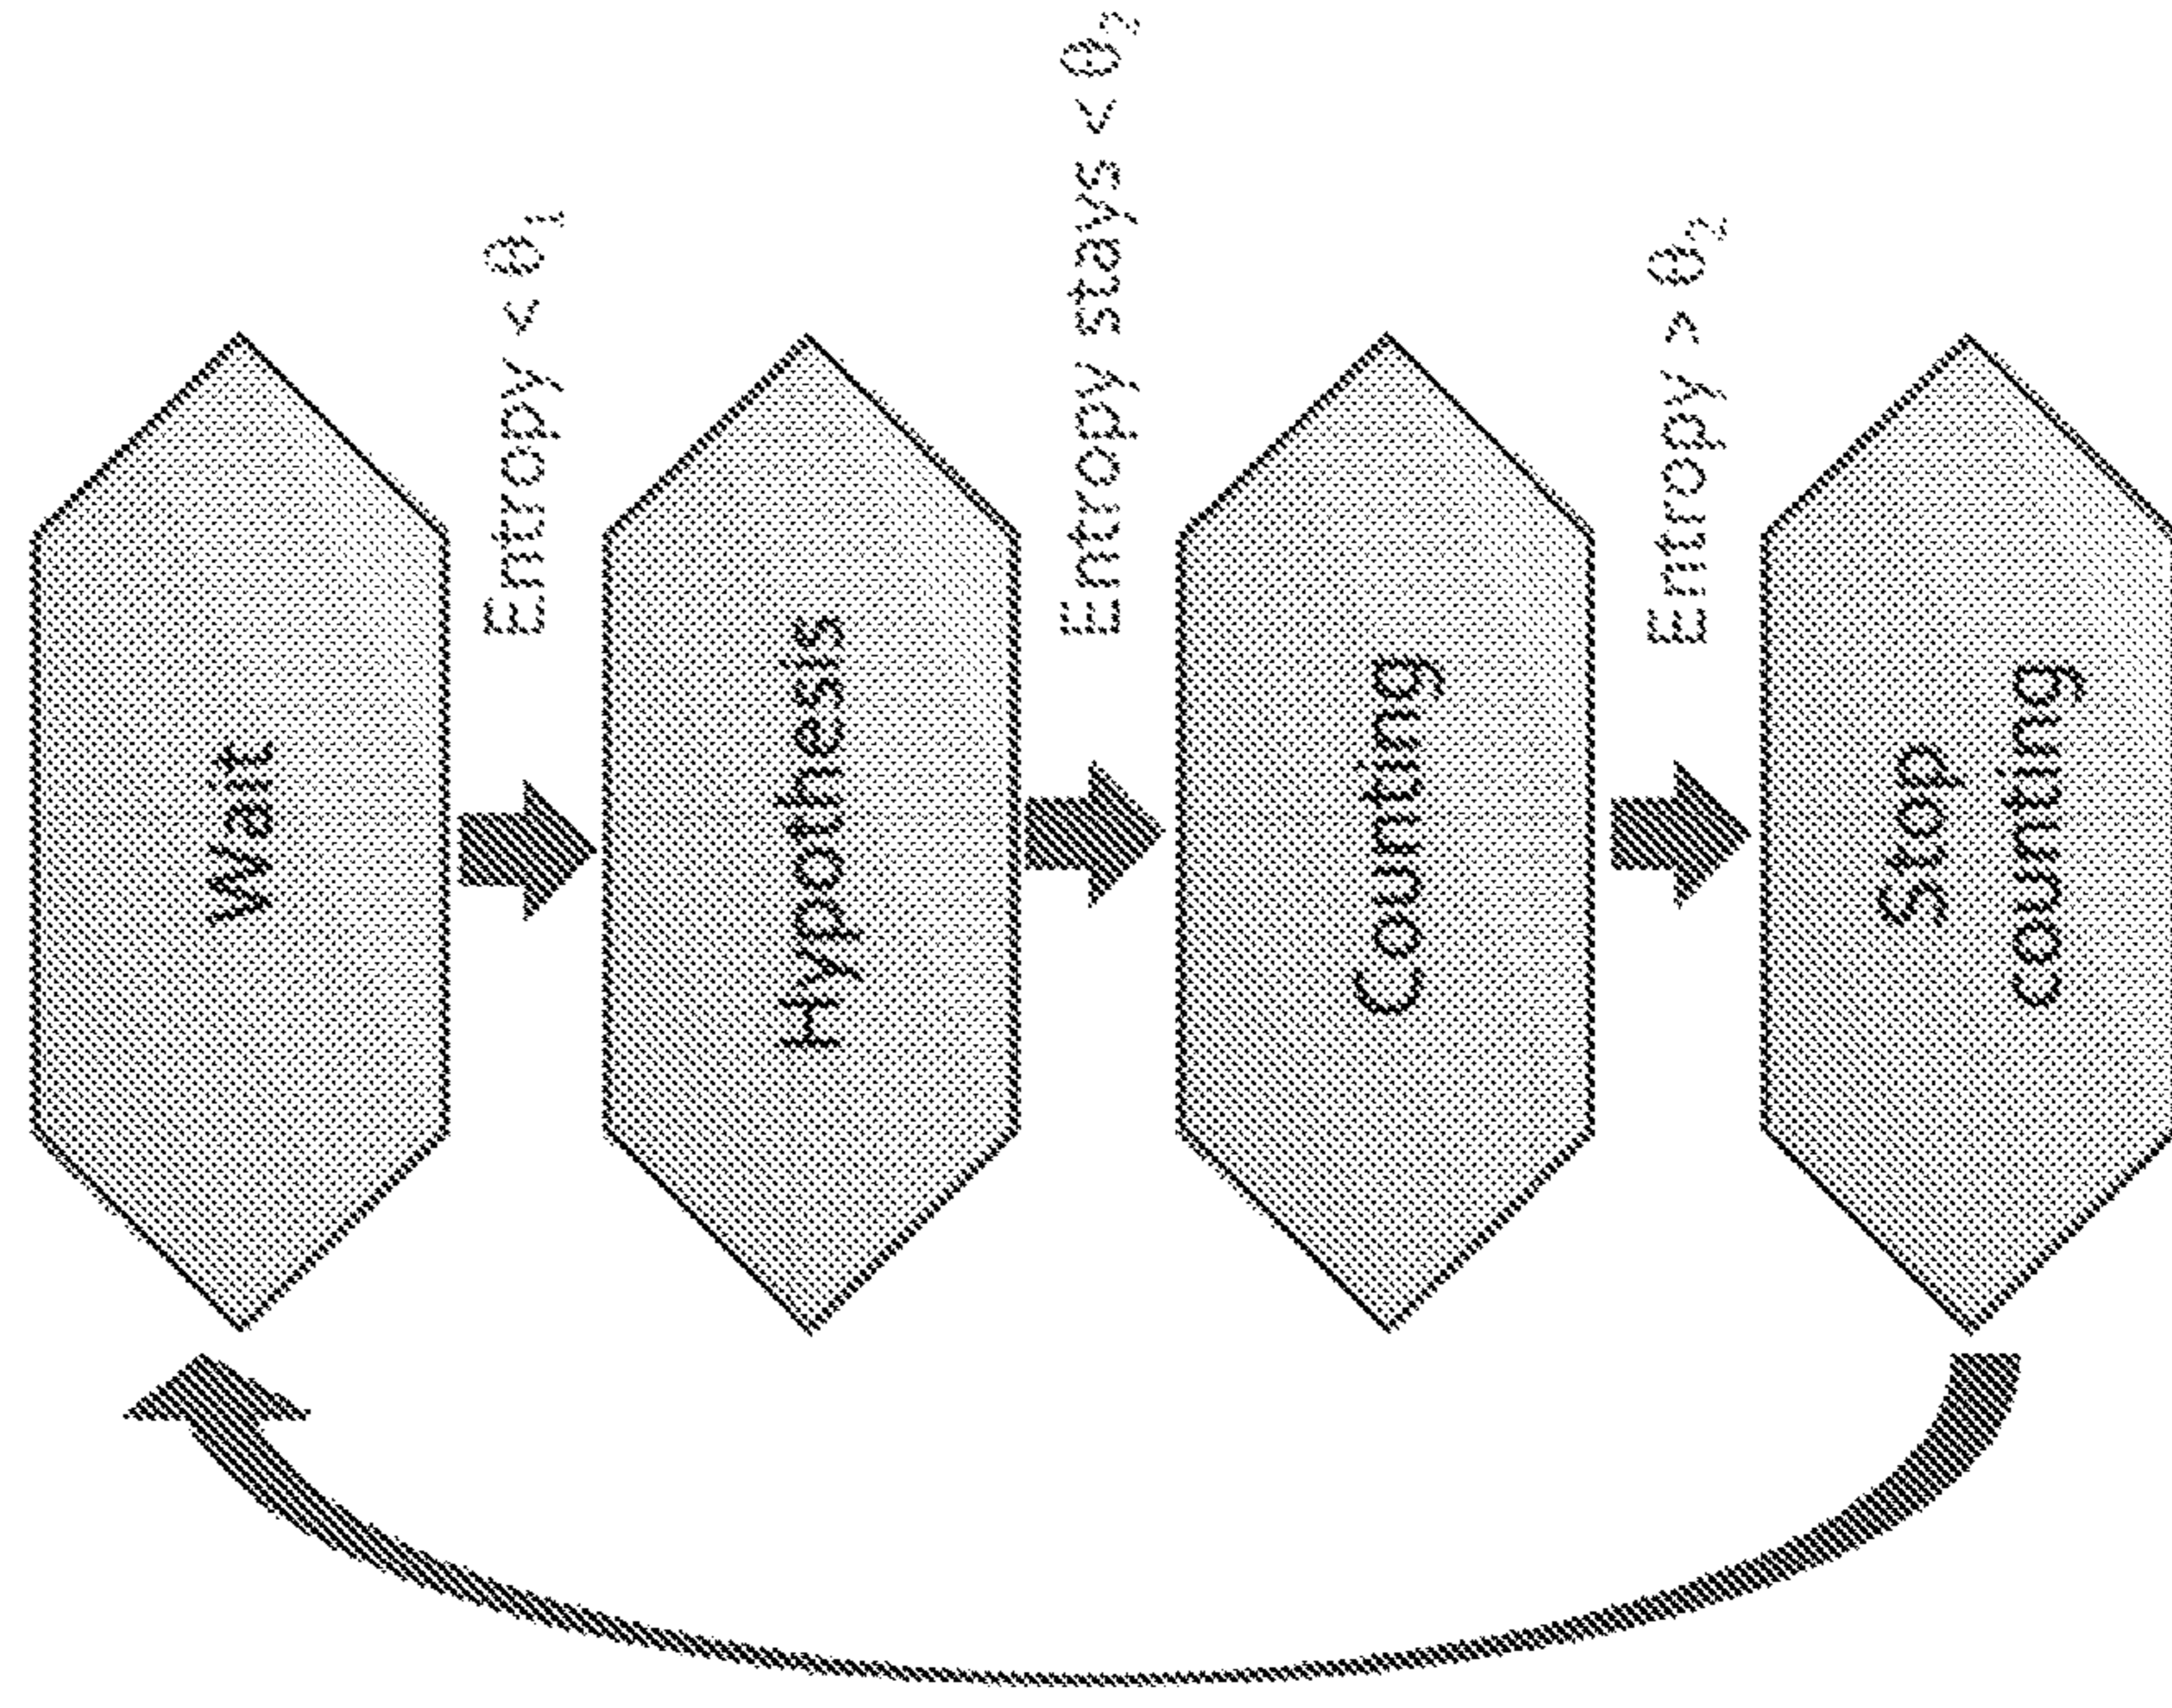 Wait
Entropy < θ₁
Hypothesis
Entropy stays < θ₂
Counting
Entropy > θ₂
Stop
counting